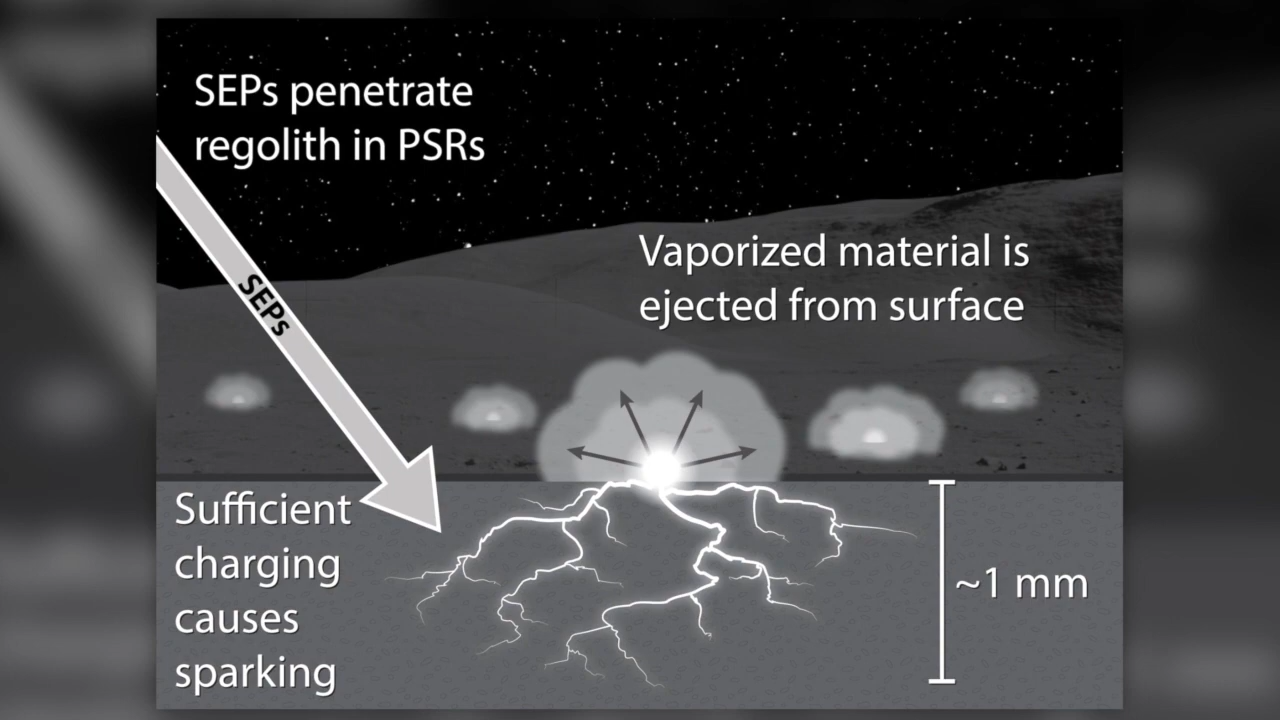 SEPs penetrate
regolith in PSRs
SEPs
Vaporized material is
ejected from surface
Sufficient
charging
causes
sparking
~1 mm